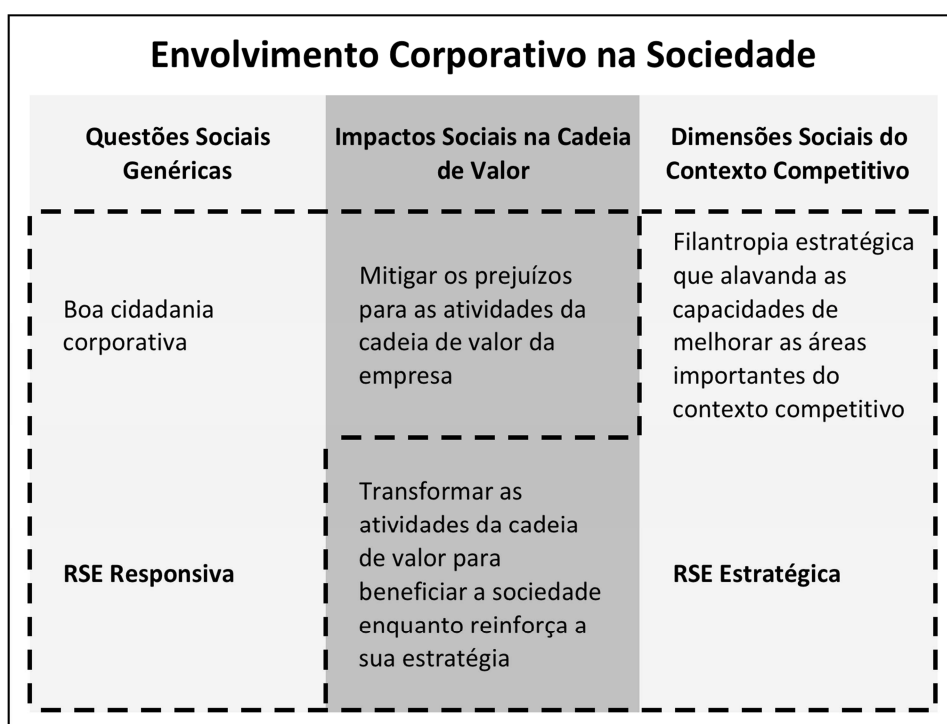 Envolvimento Corporativo na Sociedade
Questões Sociais
Genéricas
Impactos Sociais na Cadeia
de Valor
Dimensões Sociais do
Contexto Competitivo
Boa cidadania
corporativa
Mitigar os prejuízos
para as atividades da
cadeia de valor da
empresa
Filantropia estratégica
que alavanda as
capacidades de
melhorar as áreas
importantes do
contexto competitivo
RSE Responsiva
Transformar as
atividades da cadeia
de valor para
beneficiar a sociedade
enquanto reinforça a
sua estratégia
RSE Estratégica